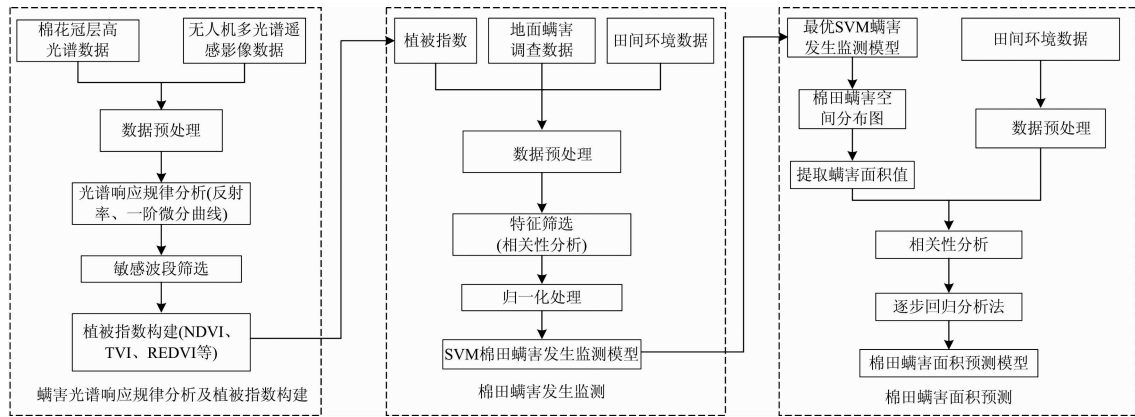 棉花冠层高
光谱数据
无人机多光谱遥
感影像数据
数据预处理
光谱响应规律分析(反射
率、一阶微分曲线)
敏感波段筛选
植被指数构建(NDVI、
TVI、REDVI等)
螨害光谱响应规律分析及植被指数构建
植被指数
地面螨害
调查数据
田间环境数据
数据预处理
特征筛选
(相关性分析)
归一化处理
SVM棉田螨害发生监测模型
棉田螨害发生监测
最优SVM螨害
发生监测模型
田间环境数据
棉田螨害空
间分布图
数据预处理
提取螨害面积值
相关性分析
逐步回归分析法
棉田螨害面积预测模型
棉田螨害面积预测